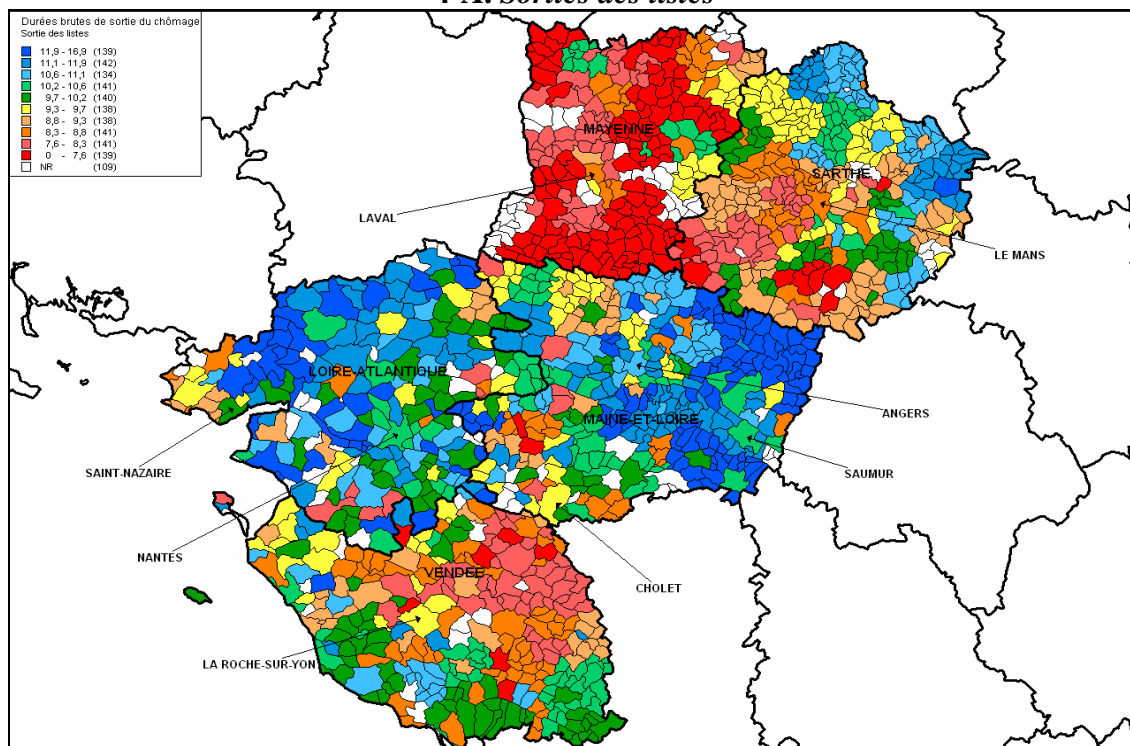 Sorties des listes
Durées brutes de sortie du chômage
Sortie des listes
11,9 - 16,9 (139)
11,1 - 11,9 (142)
10,6 - 11,1 (134)
10,2 - 10,6 (141)
9,7 - 10,2 (140)
9,3 - 9,7 (138)
8,8 - 9,3 (138)
8,3 - 8,8 (141)
7,6 - 8,3 (141)
0 - 7,6 (139)
NR (109)
MAYENNE
SARTHE
LAVAL
LE MANS
LOIRE-ATLANTIQUE
ANGERS
MAINE-ET-LOIRE
SAINT-NAZAIRE
SAUMUR
NANTES
VENDEE
CHOLET
LA ROCHE-SUR-YON